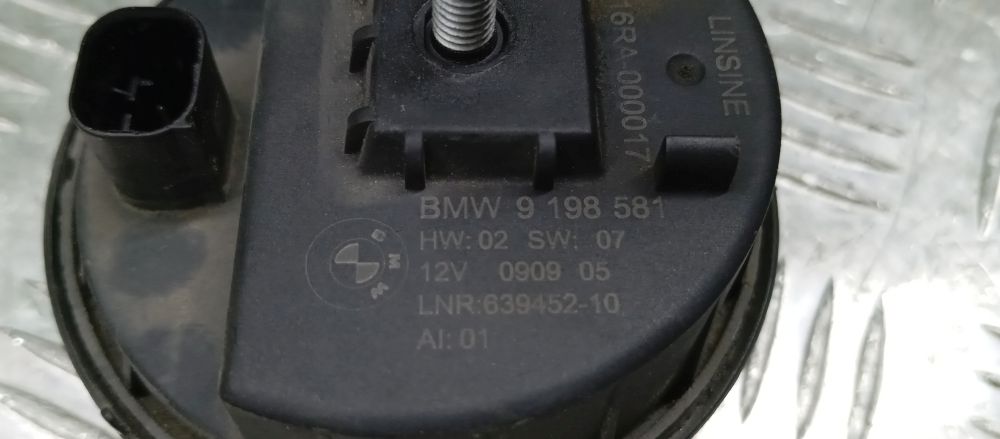 LINSINE
16RA 000017
BMW 9 198 581
HW: 02 SW: 07
12V 0909 05
LNR:639452-10
AI: 01
BMW